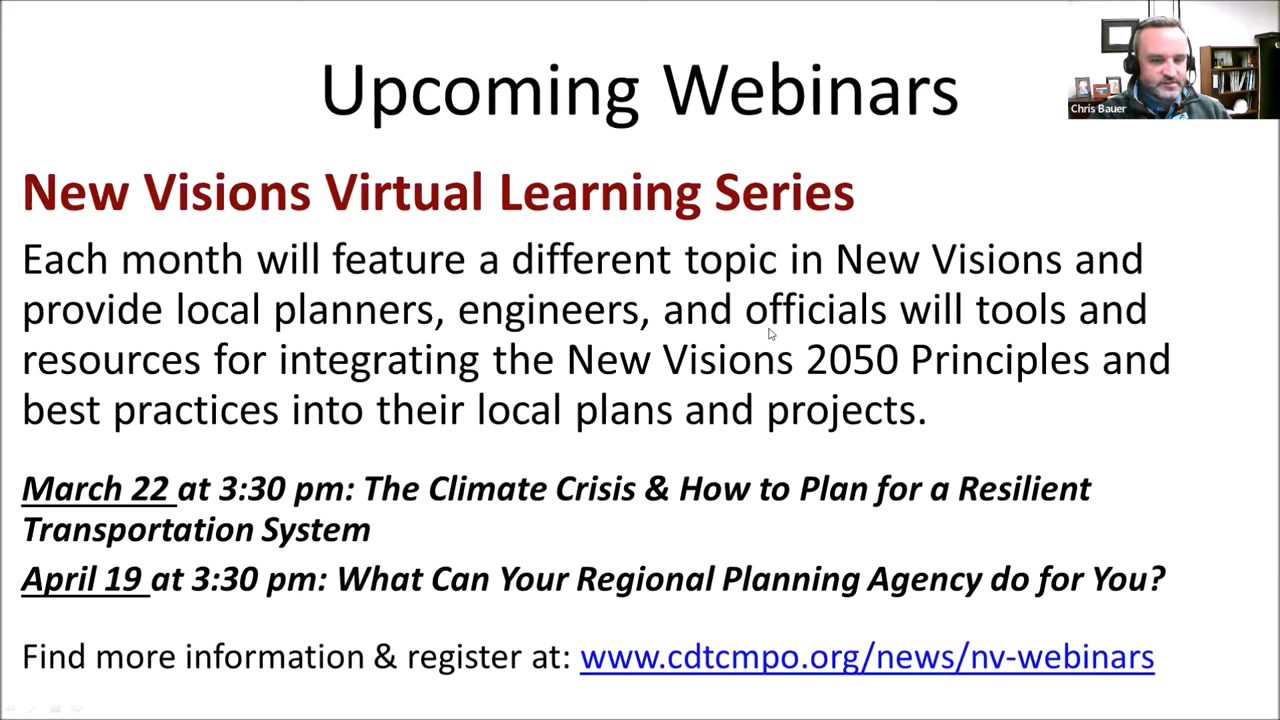 Upcoming Webinars
Chris Bauer
New Visions Virtual Learning Series
Each month will feature a different topic in New Visions and
provide local planners, engineers, and officials will tools and
resources for integrating the New Visions 2050 Principles and
best practices into their local plans and projects.
March 22 at 3:30 pm: The Climate Crisis & How to Plan for a Resilient
Transportation System
April 19 at 3:30 pm: What Can Your Regional Planning Agency do for You?
Find more information & register at: www.cdtcmpo.org/news/nv-webinars